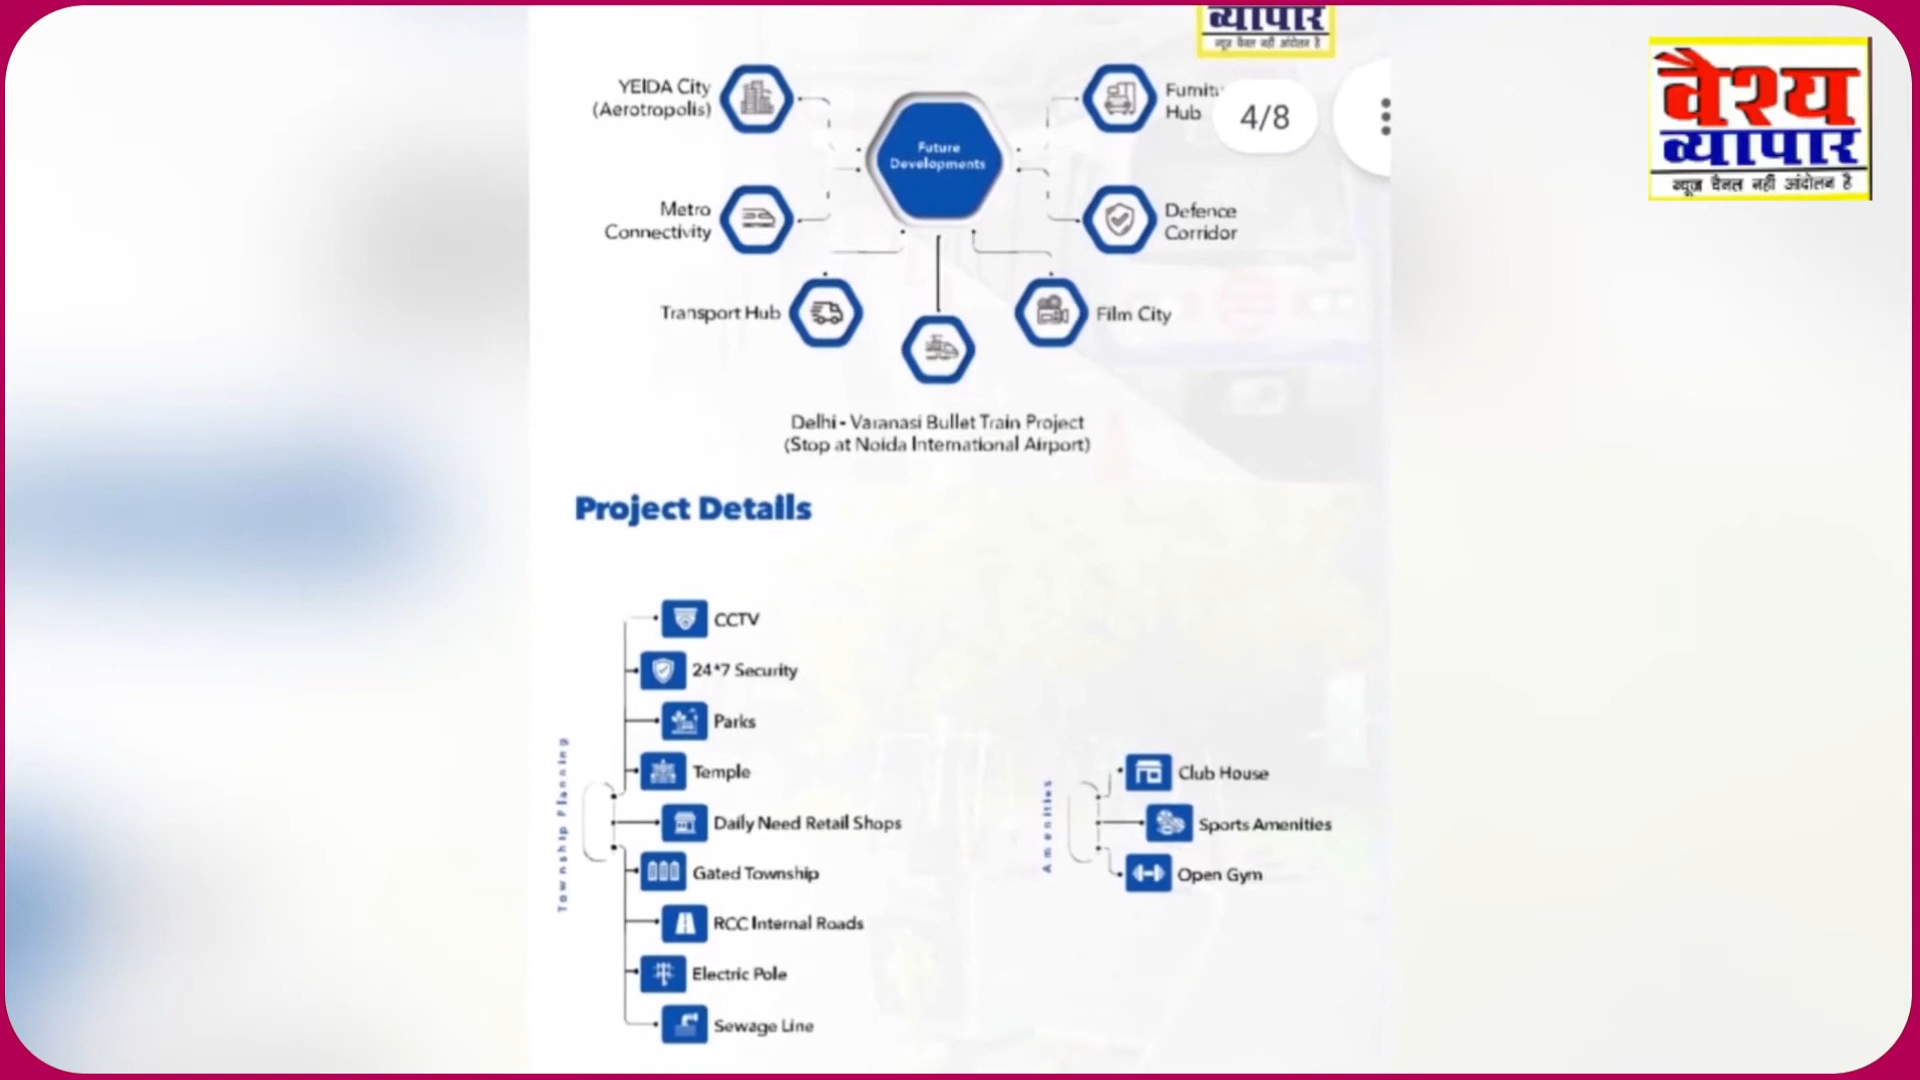 व्यापार
न्यूज चैनल नहीं आंदोलन है
वैश्य
व्यापार
न्यूज चैनल नहीं आंदोलन है
4/8
YEIDA City
(Aerotropolis)
Future
Developments
Hub
Metro
Connectivity
Defence
Corridor
Transport Hub
Film City
Delhi - Varanasi Bullet Train Project
(Stop at Noida International Airport)
Project Details
Township Planning
CCTV
24*7 Security
Parks
Temple
Daily Need Retail Shops
Gated Township
RCC Internal Roads
Electric Pole
Sewage Line
Amenities
Club House
Sports Amenities
Open Gym